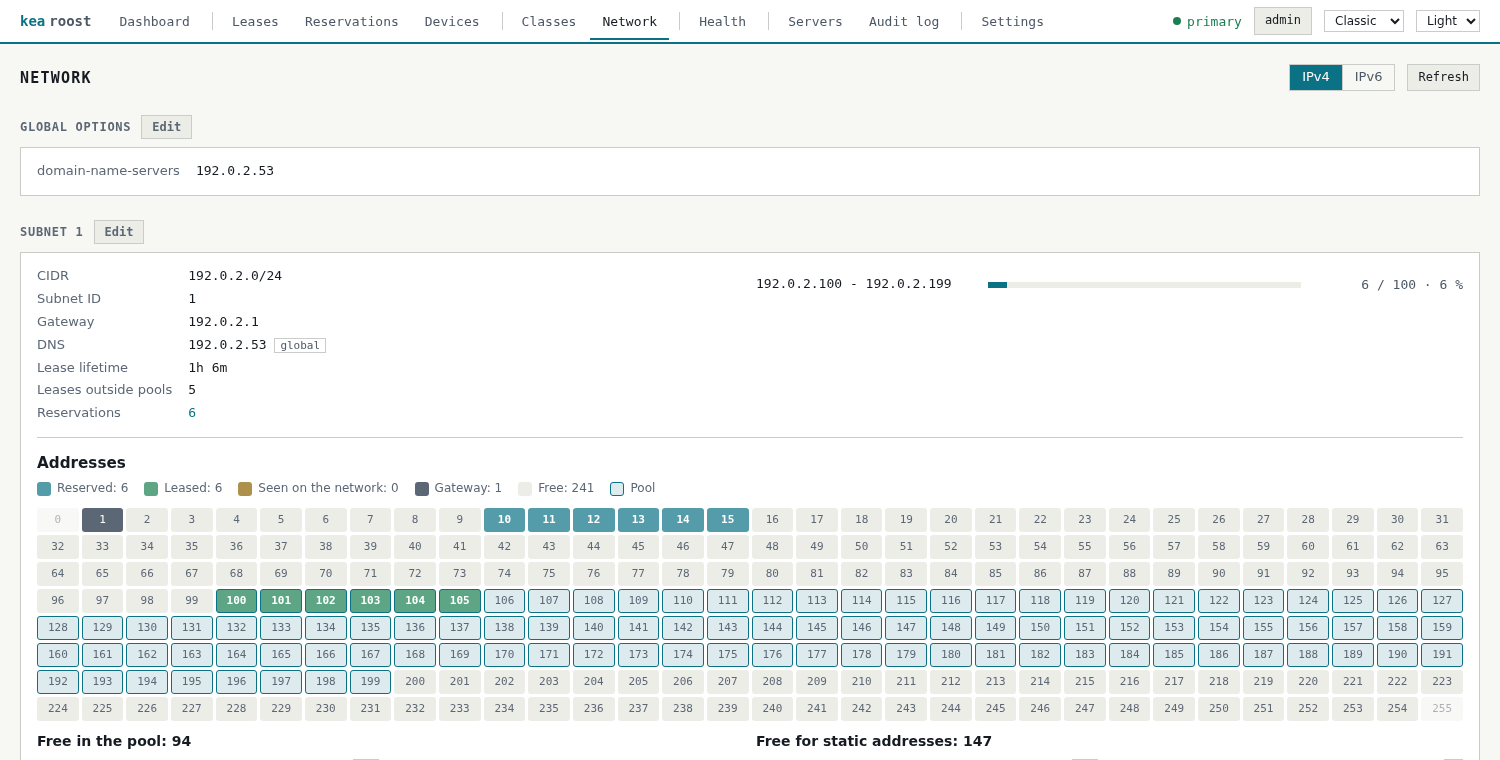 kea roost Dashboard Leases Reservations Devices Classes Network Health Servers Audit log Settings primary admin Classic Light
NETWORK IPv4 IPv6 Refresh
GLOBAL OPTIONS Edit
domain-name-servers 192.0.2.53
SUBNET 1 Edit
CIDR 192.0.2.0/24
192.0.2.100 - 192.0.2.199 6 / 100 · 6 %
Subnet ID 1
Gateway 192.0.2.1
DNS 192.0.2.53 global
Lease lifetime 1h 6m
Leases outside pools 5
Reservations 6
Addresses
Reserved: 6 Leased: 6 Seen on the network: 0 Gateway: 1 Free: 241 Pool
0 1 2 3 4 5 6 7 8 9 10 11 12 13 14 15 16 17 18 19 20 21 22 23 24 25 26 27 28 29 30 31
32 33 34 35 36 37 38 39 40 41 42 43 44 45 46 47 48 49 50 51 52 53 54 55 56 57 58 59 60 61 62 63
64 65 66 67 68 69 70 71 72 73 74 75 76 77 78 79 80 81 82 83 84 85 86 87 88 89 90 91 92 93 94 95
96 97 98 99 100 101 102 103 104 105 106 107 108 109 110 111 112 113 114 115 116 117 118 119 120 121 122 123 124 125 126 127
128 129 130 131 132 133 134 135 136 137 138 139 140 141 142 143 144 145 146 147 148 149 150 151 152 153 154 155 156 157 158 159
160 161 162 163 164 165 166 167 168 169 170 171 172 173 174 175 176 177 178 179 180 181 182 183 184 185 186 187 188 189 190 191
192 193 194 195 196 197 198 199 200 201 202 203 204 205 206 207 208 209 210 211 212 213 214 215 216 217 218 219 220 221 222 223
224 225 226 227 228 229 230 231 232 233 234 235 236 237 238 239 240 241 242 243 244 245 246 247 248 249 250 251 252 253 254 255
Free in the pool: 94 Free for static addresses: 147